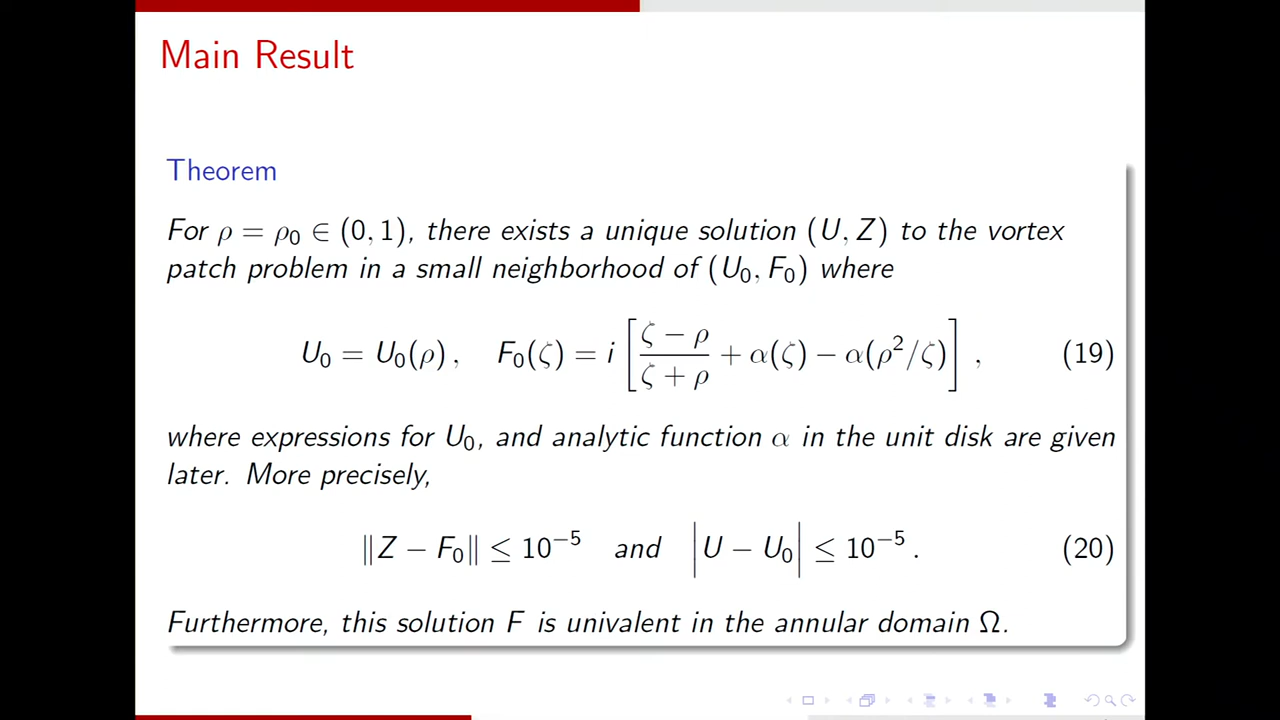 Main Result
Theorem
For ρ = ρ₀ ∈ (0, 1), there exists a unique solution (U, Z) to the vortex
patch problem in a small neighborhood of (U₀, F₀) where
U₀ = U₀(ρ) , F₀(ζ) = i [ (ζ − ρ)/(ζ + ρ) + α(ζ) − α(ρ²/ζ) ] , (19)
where expressions for U₀, and analytic function α in the unit disk are given
later. More precisely,
‖Z − F₀‖ ≤ 10⁻⁵ and |U − U₀| ≤ 10⁻⁵ . (20)
Furthermore, this solution F is univalent in the annular domain Ω.